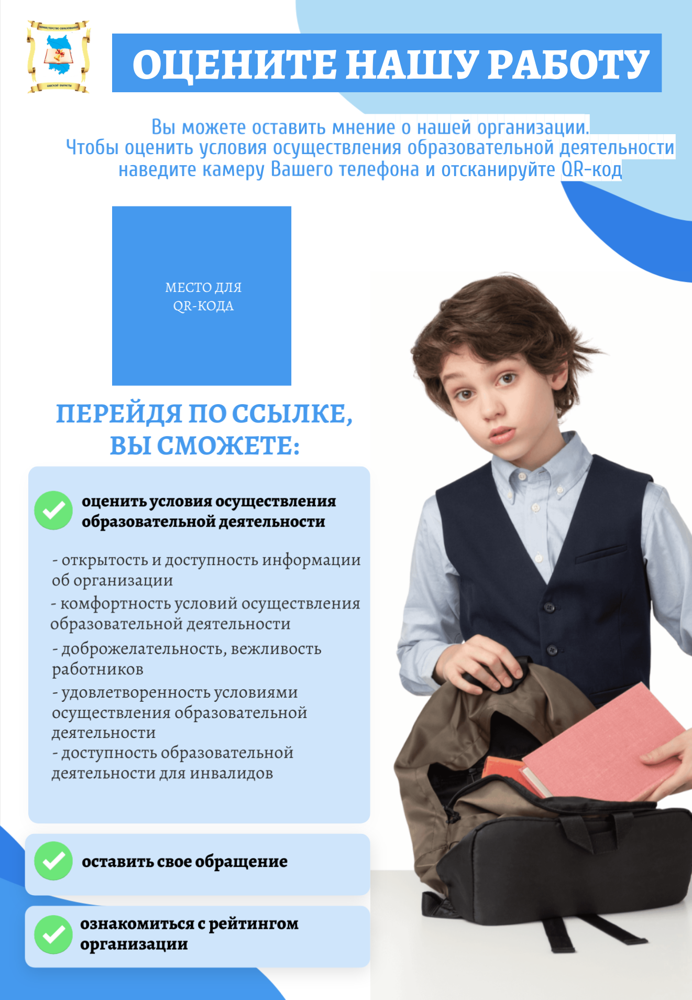 МИНИСТЕРСТВО ОБРАЗОВАНИЯ
ОМСКОЙ ОБЛАСТИ
ОЦЕНИТЕ НАШУ РАБОТУ
Вы можете оставить мнение о нашей организации.
Чтобы оценить условия осуществления образовательной деятельности
наведите камеру Вашего телефона и отсканируйте QR-код
МЕСТО ДЛЯ
QR-КОДА
ПЕРЕЙДЯ ПО ССЫЛКЕ,
ВЫ СМОЖЕТЕ:
оценить условия осуществления
образовательной деятельности
- открытость и доступность информации
об организации
- комфортность условий осуществления
образовательной деятельности
- доброжелательность, вежливость
работников
- удовлетворенность условиями
осуществления образовательной
деятельности
- доступность образовательной
деятельности для инвалидов
оставить свое обращение
ознакомиться с рейтингом
организации